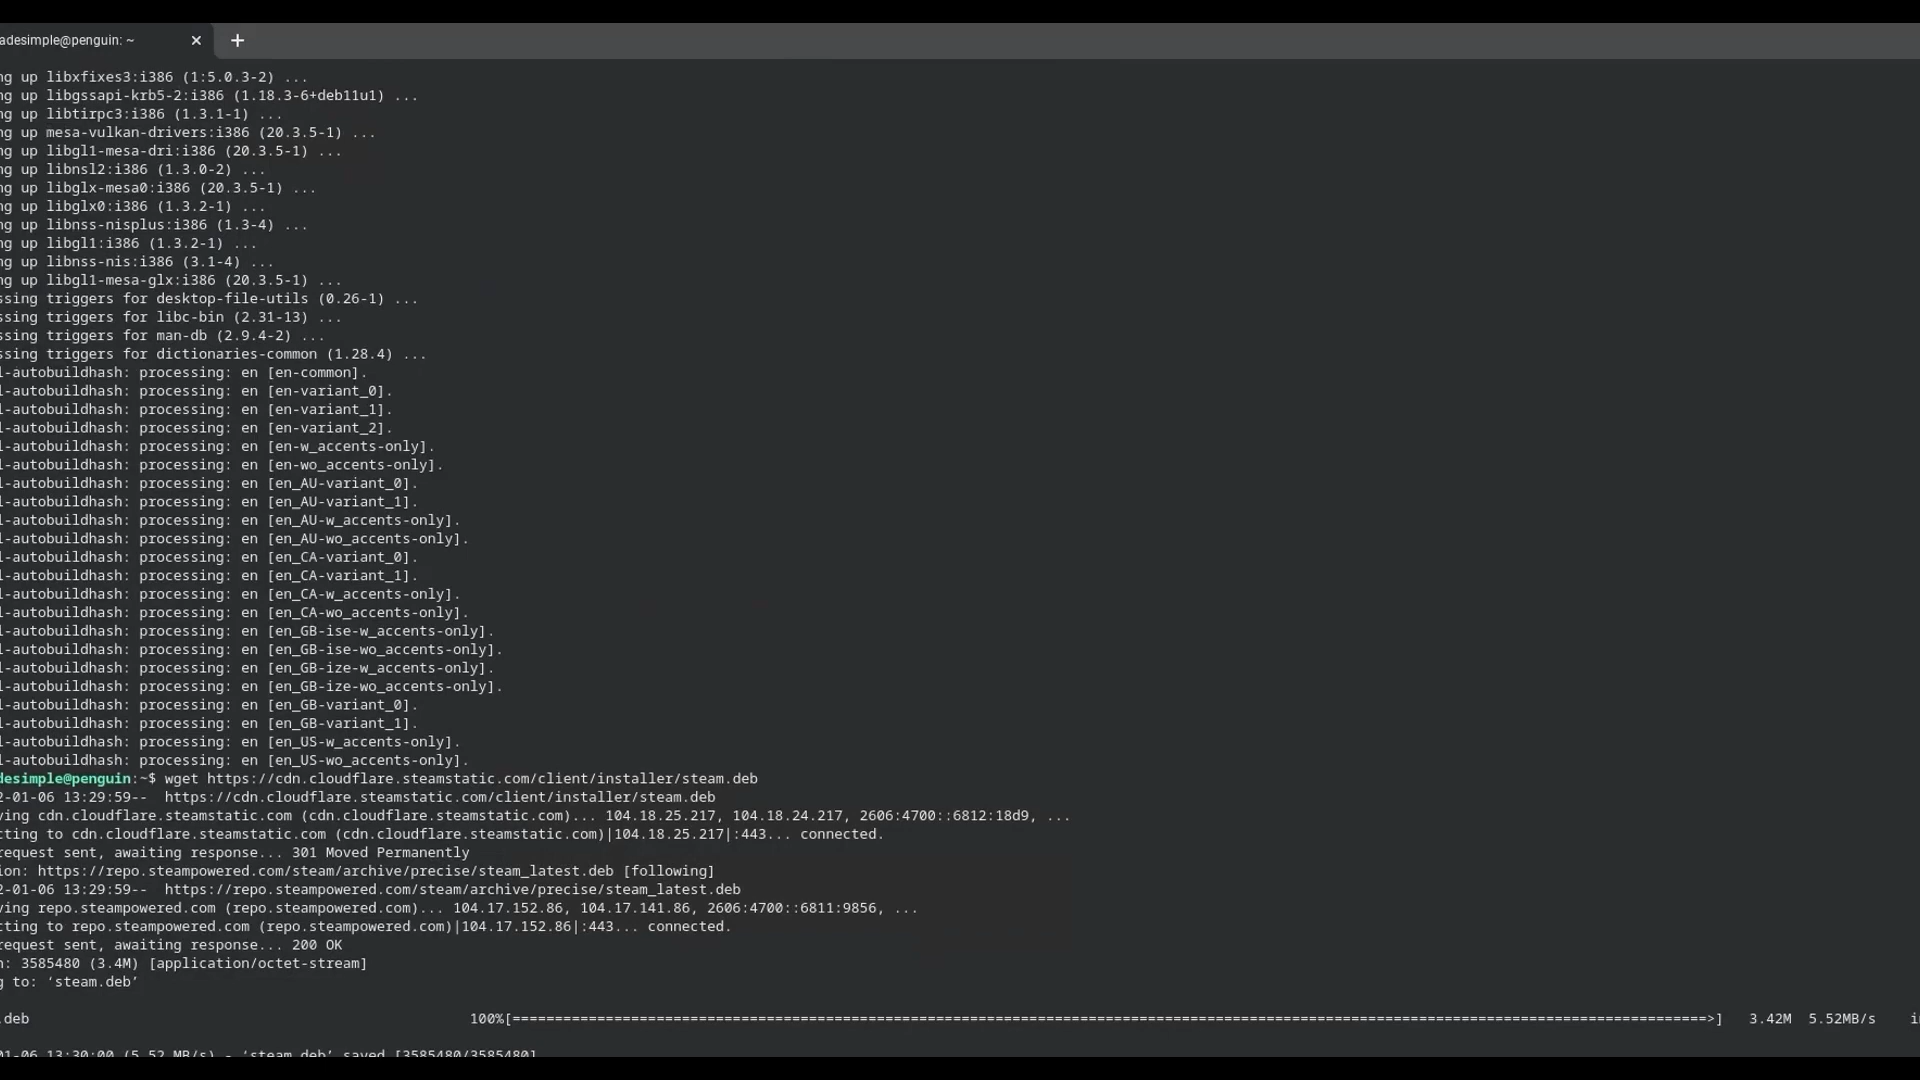 adesimple@penguin: ~
ng up libxfixes3:i386 (1:5.0.3-2) ...
ng up libgssapi-krb5-2:i386 (1.18.3-6+deb11u1) ...
ng up libtirpc3:i386 (1.3.1-1) ...
ng up mesa-vulkan-drivers:i386 (20.3.5-1) ...
ng up libgl1-mesa-dri:i386 (20.3.5-1) ...
ng up libnsl2:i386 (1.3.0-2) ...
ng up libglx-mesa0:i386 (20.3.5-1) ...
ng up libglx0:i386 (1.3.2-1) ...
ng up libnss-nisplus:i386 (1.3-4) ...
ng up libgl1:i386 (1.3.2-1) ...
ng up libnss-nis:i386 (3.1-4) ...
ng up libgl1-mesa-glx:i386 (20.3.5-1) ...
ssing triggers for desktop-file-utils (0.26-1) ...
ssing triggers for libc-bin (2.31-13) ...
ssing triggers for man-db (2.9.4-2) ...
ssing triggers for dictionaries-common (1.28.4) ...
l-autobuildhash: processing: en [en-common].
l-autobuildhash: processing: en [en-variant_0].
l-autobuildhash: processing: en [en-variant_1].
l-autobuildhash: processing: en [en-variant_2].
l-autobuildhash: processing: en [en-w_accents-only].
l-autobuildhash: processing: en [en-wo_accents-only].
l-autobuildhash: processing: en [en_AU-variant_0].
l-autobuildhash: processing: en [en_AU-variant_1].
l-autobuildhash: processing: en [en_AU-w_accents-only].
l-autobuildhash: processing: en [en_AU-wo_accents-only].
l-autobuildhash: processing: en [en_CA-variant_0].
l-autobuildhash: processing: en [en_CA-variant_1].
l-autobuildhash: processing: en [en_CA-w_accents-only].
l-autobuildhash: processing: en [en_CA-wo_accents-only].
l-autobuildhash: processing: en [en_GB-ise-w_accents-only].
l-autobuildhash: processing: en [en_GB-ise-wo_accents-only].
l-autobuildhash: processing: en [en_GB-ize-w_accents-only].
l-autobuildhash: processing: en [en_GB-ize-wo_accents-only].
l-autobuildhash: processing: en [en_GB-variant_0].
l-autobuildhash: processing: en [en_GB-variant_1].
l-autobuildhash: processing: en [en_US-w_accents-only].
l-autobuildhash: processing: en [en_US-wo_accents-only].
desimple@penguin:~$ wget https://cdn.cloudflare.steamstatic.com/client/installer/steam.deb
2-01-06 13:29:59--  https://cdn.cloudflare.steamstatic.com/client/installer/steam.deb
ving cdn.cloudflare.steamstatic.com (cdn.cloudflare.steamstatic.com)... 104.18.25.217, 104.18.24.217, 2606:4700::6812:18d9, ...
cting to cdn.cloudflare.steamstatic.com (cdn.cloudflare.steamstatic.com)|104.18.25.217|:443... connected.
request sent, awaiting response... 301 Moved Permanently
ion: https://repo.steampowered.com/steam/archive/precise/steam_latest.deb [following]
2-01-06 13:29:59--  https://repo.steampowered.com/steam/archive/precise/steam_latest.deb
ving repo.steampowered.com (repo.steampowered.com)... 104.17.152.86, 104.17.141.86, 2606:4700::6811:9856, ...
cting to repo.steampowered.com (repo.steampowered.com)|104.17.152.86|:443... connected.
request sent, awaiting response... 200 OK
h: 3585480 (3.4M) [application/octet-stream]
g to: ‘steam.deb’
.deb 100%[=============================================================================================================================================>] 3.42M 5.52MB/s in
01-06 13:30:00 (5.52 MB/s) - ‘steam.deb’ saved [3585480/3585480]